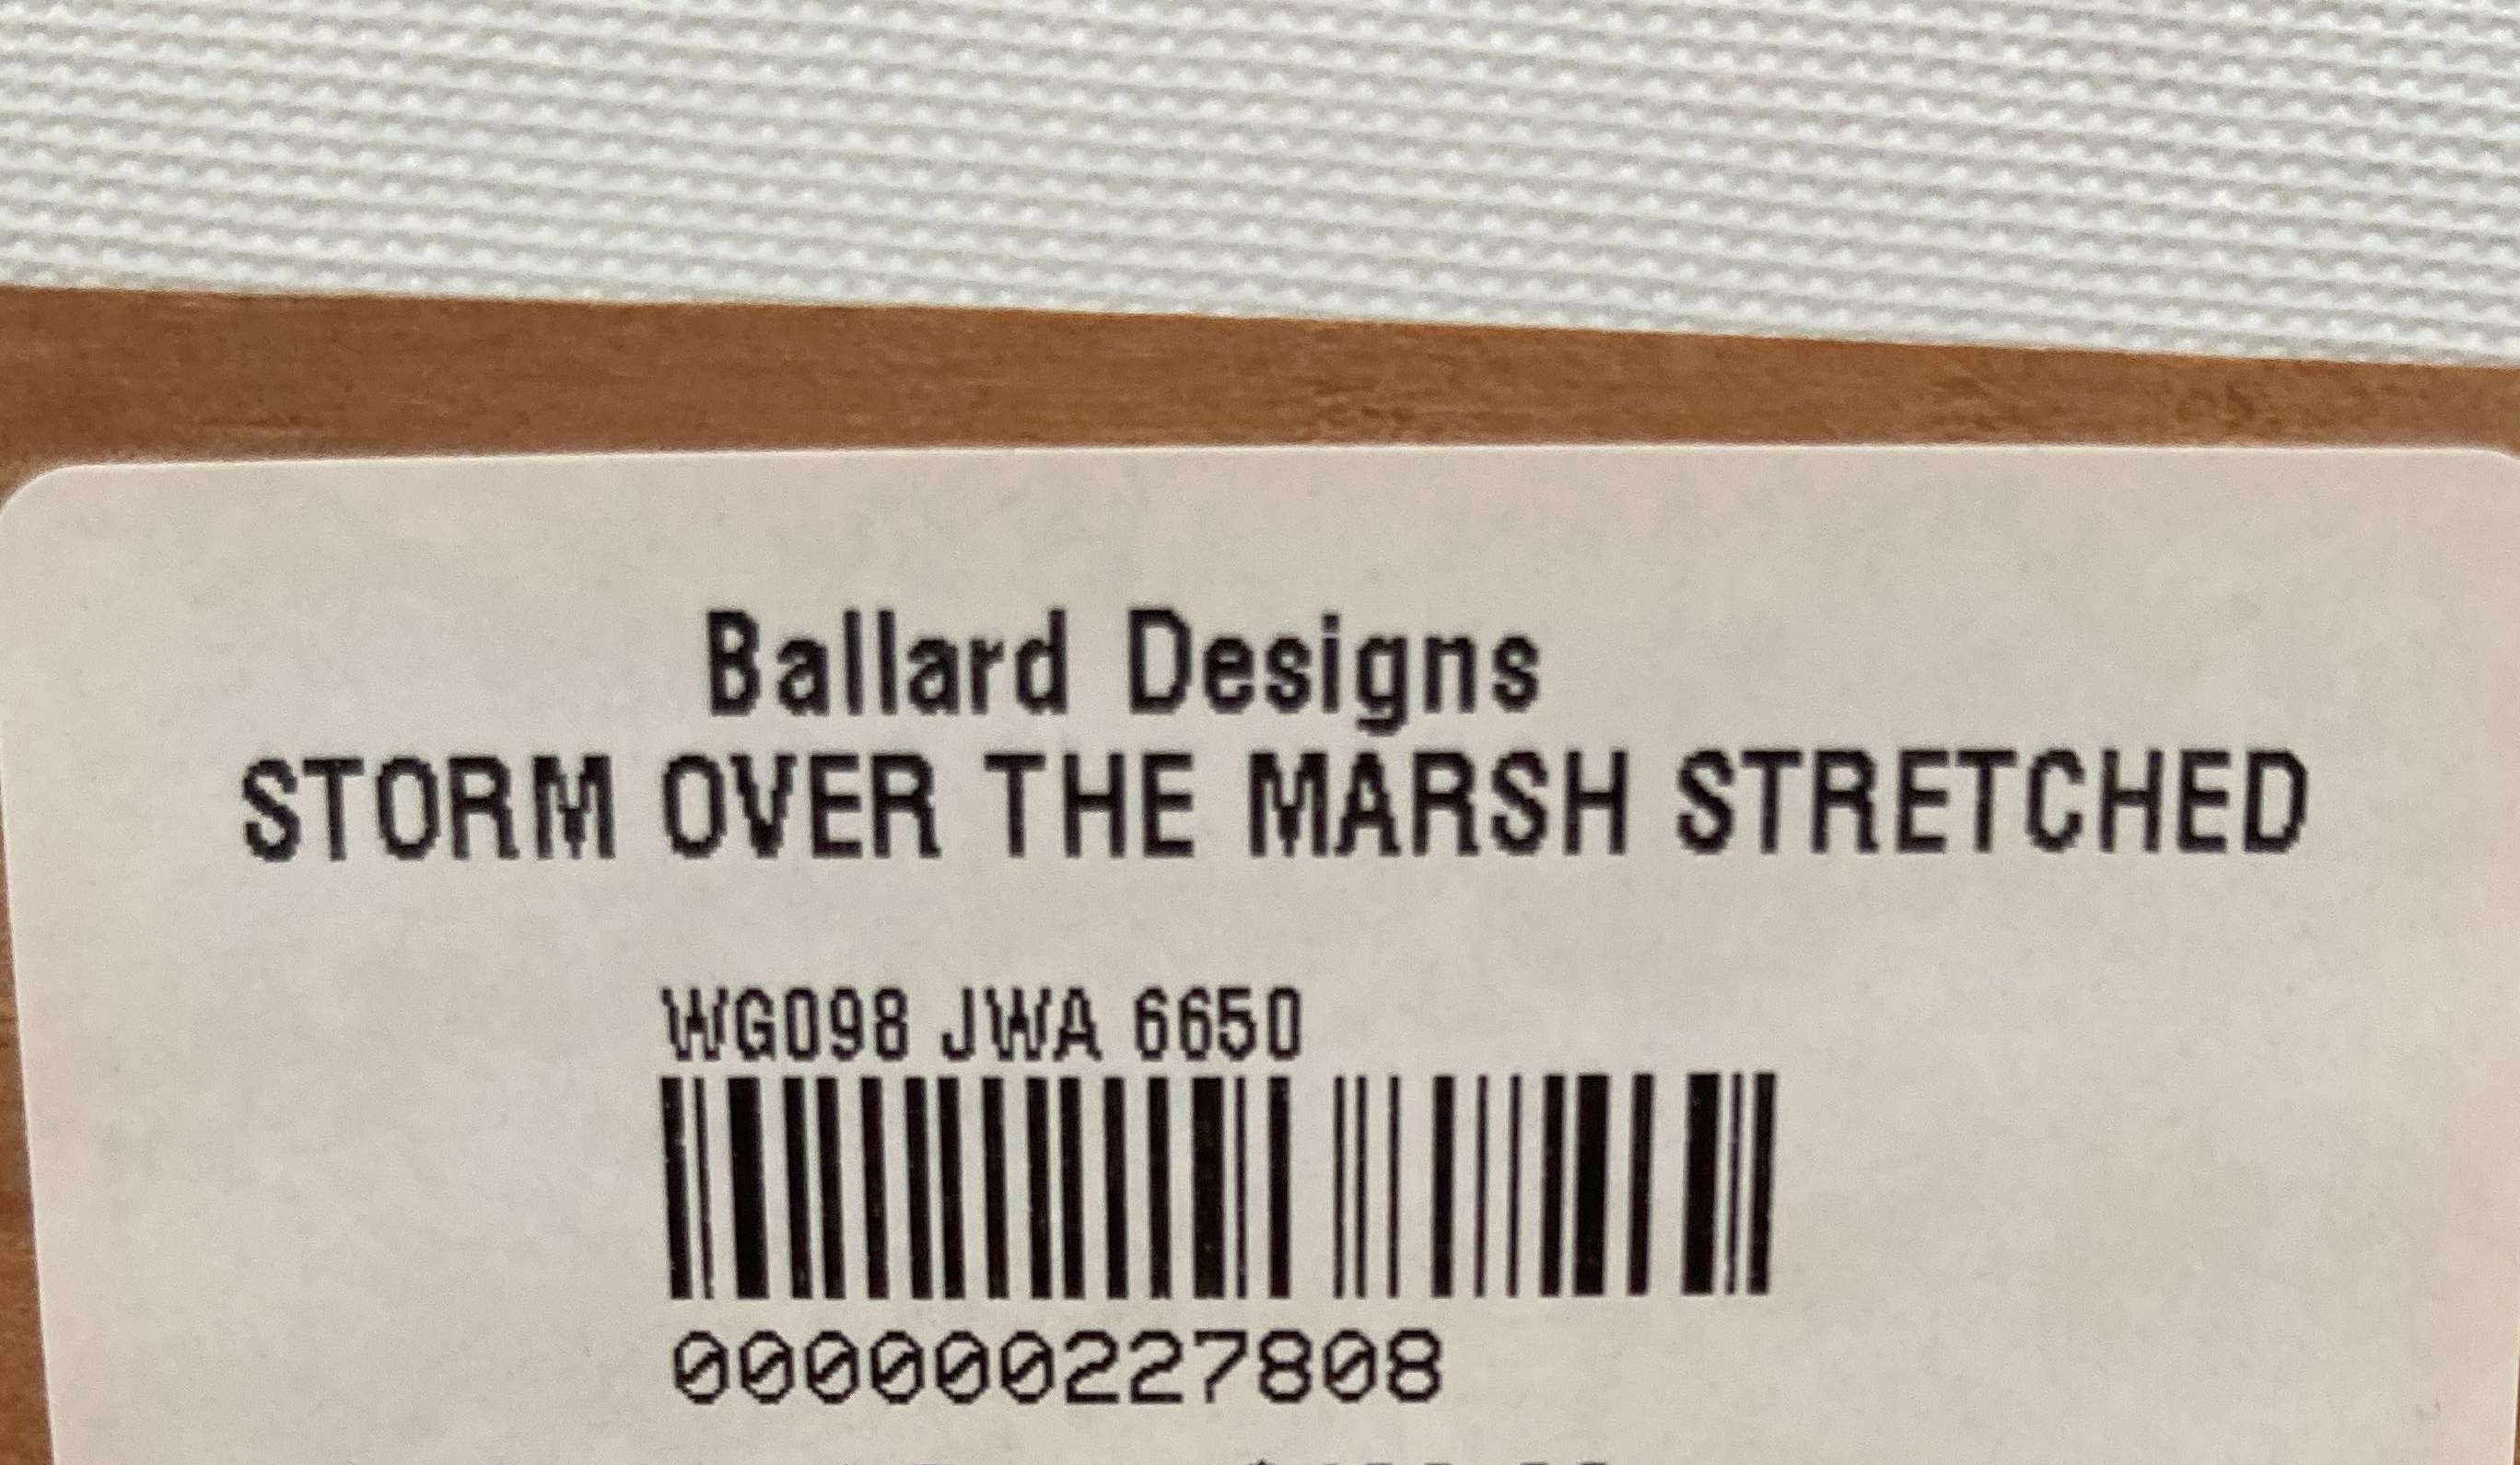 Ballard Designs
STORM OVER THE MARSH STRETCHED
WG098 JWA 6650
000000227808